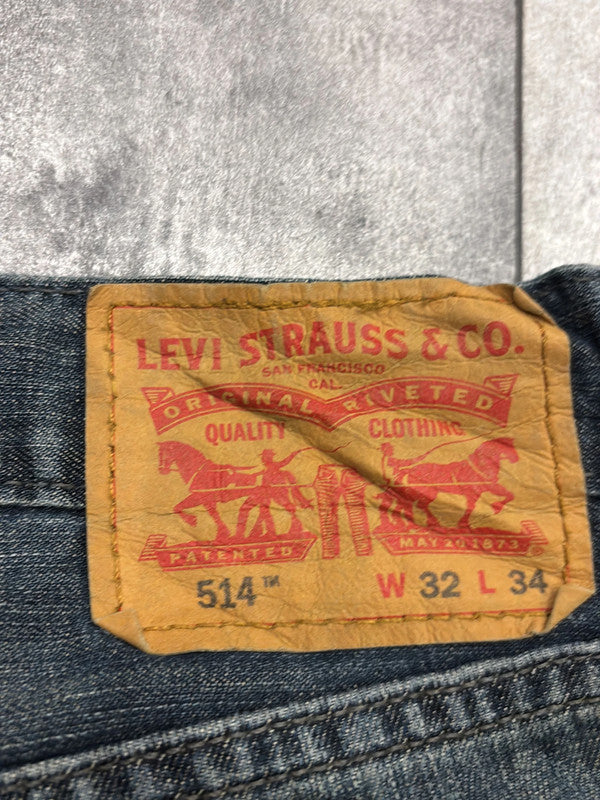 LEVI STRAUSS & CO.
SAN FRANCISCO
CAL.
ORIGINAL RIVETED
QUALITY CLOTHING
PATENTED MAY 20 1873
514™ W 32 L 34